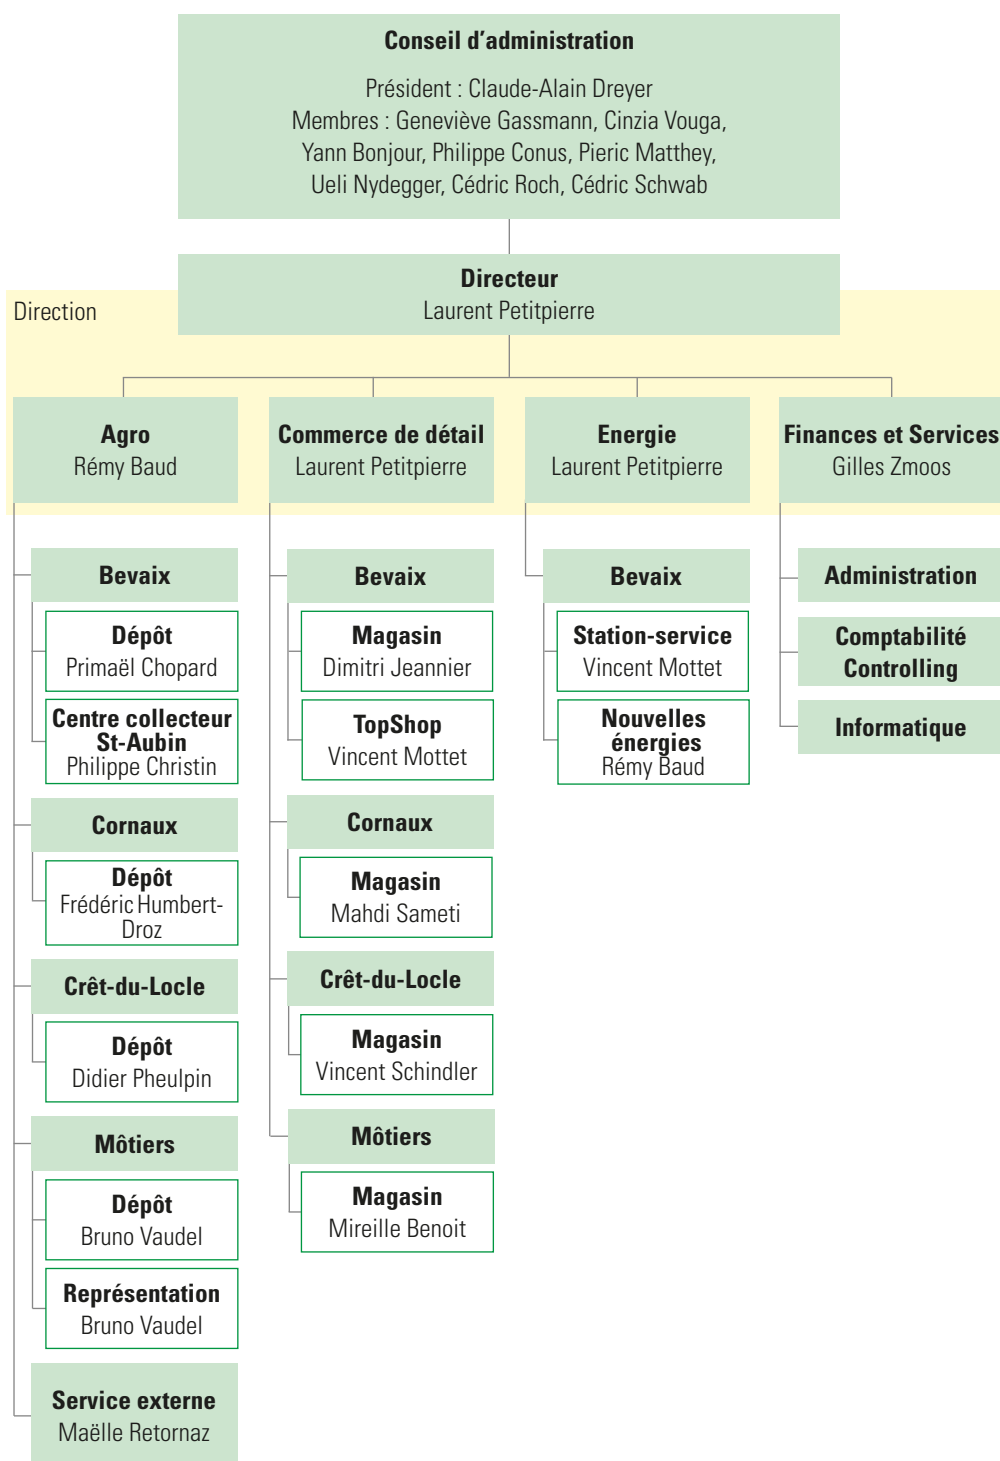 Conseil d’administration
Président : Claude-Alain Dreyer
Membres : Geneviève Gassmann, Cinzia Vouga,
Yann Bonjour, Philippe Conus, Pieric Matthey,
Ueli Nydegger, Cédric Roch, Cédric Schwab
Directeur
Laurent Petitpierre
Direction
Agro
Rémy Baud
Bevaix
Dépôt
Primaël Chopard
Centre collecteur
St-Aubin
Philippe Christin
Cornaux
Dépôt
Frédéric Humbert-
Droz
Crêt-du-Locle
Dépôt
Didier Pheulpin
Môtiers
Dépôt
Bruno Vaudel
Représentation
Bruno Vaudel
Service externe
Maëlle Retornaz
Commerce de détail
Laurent Petitpierre
Bevaix
Magasin
Dimitri Jeannier
TopShop
Vincent Mottet
Cornaux
Magasin
Mahdi Sameti
Crêt-du-Locle
Magasin
Vincent Schindler
Môtiers
Magasin
Mireille Benoit
Energie
Laurent Petitpierre
Bevaix
Station-service
Vincent Mottet
Nouvelles
énergies
Rémy Baud
Finances et Services
Gilles Zmoos
Administration
Comptabilité
Controlling
Informatique